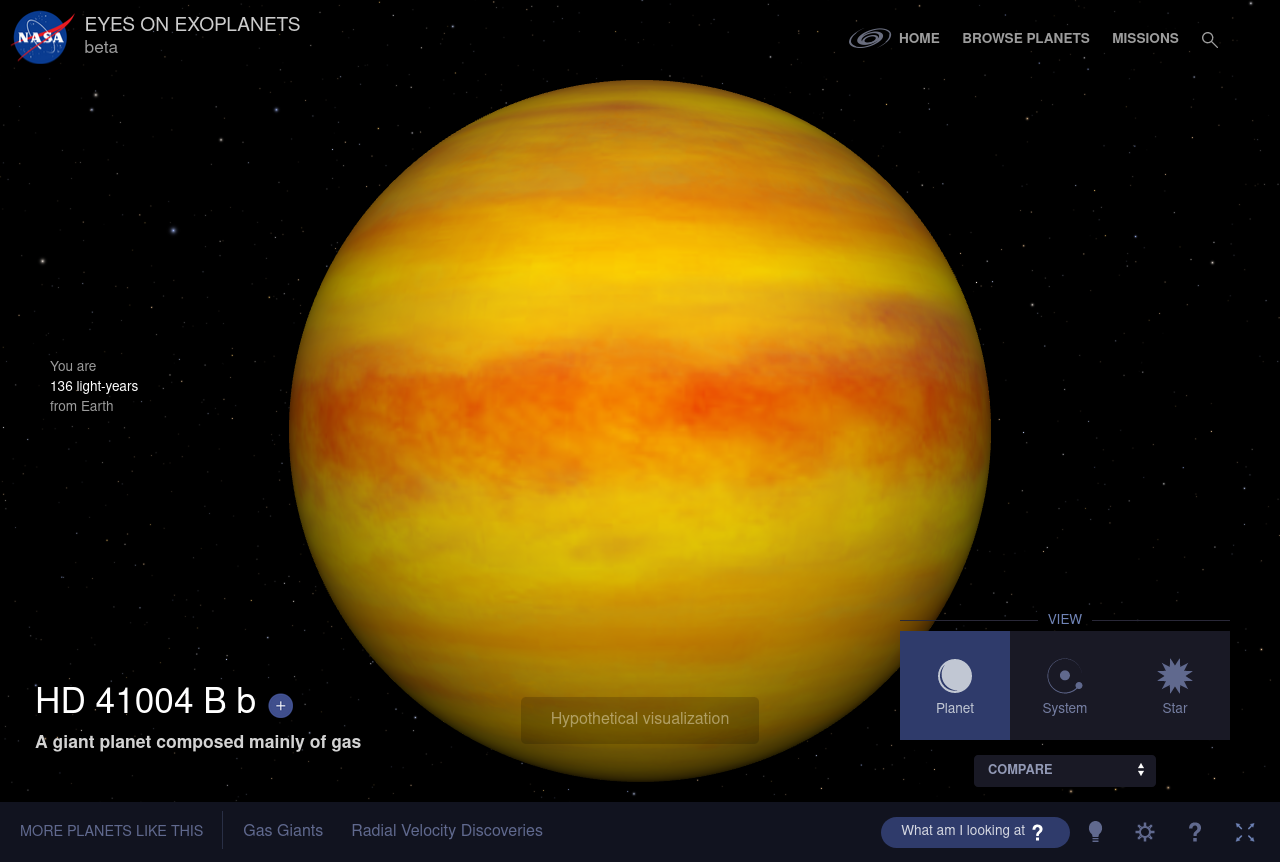 NASA
EYES ON EXOPLANETS
beta
HOME
BROWSE PLANETS
MISSIONS
You are
136 light-years
from Earth
VIEW
Planet
System
Star
HD 41004 B b +
A giant planet composed mainly of gas
Hypothetical visualization
COMPARE
MORE PLANETS LIKE THIS
Gas Giants
Radial Velocity Discoveries
What am I looking at ?
?